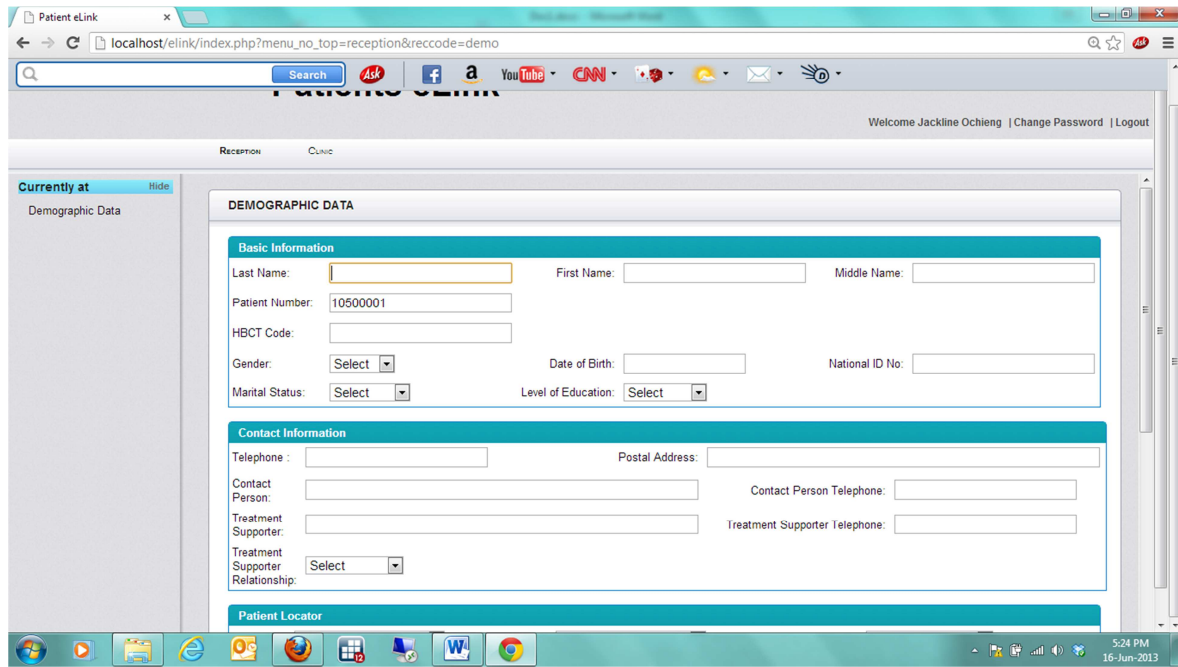 Patient eLink
localhost/elink/index.php?menu_no_top=reception&reccode=demo
Search Ask f a YouTube CNN
Patients eLink
Welcome Jackline Ochieng | Change Password | Logout
Reception Clinic
Currently at Hide
Demographic Data
DEMOGRAPHIC DATA
Basic Information
Last Name: First Name: Middle Name:
Patient Number: 10500001
HBCT Code:
Gender: Select Date of Birth: National ID No:
Marital Status: Select Level of Education: Select
Contact Information
Telephone : Postal Address:
Contact
Person: Contact Person Telephone:
Treatment
Supporter: Treatment Supporter Telephone:
Treatment
Supporter
Relationship: Select
Patient Locator
5:24 PM
16-Jun-2013